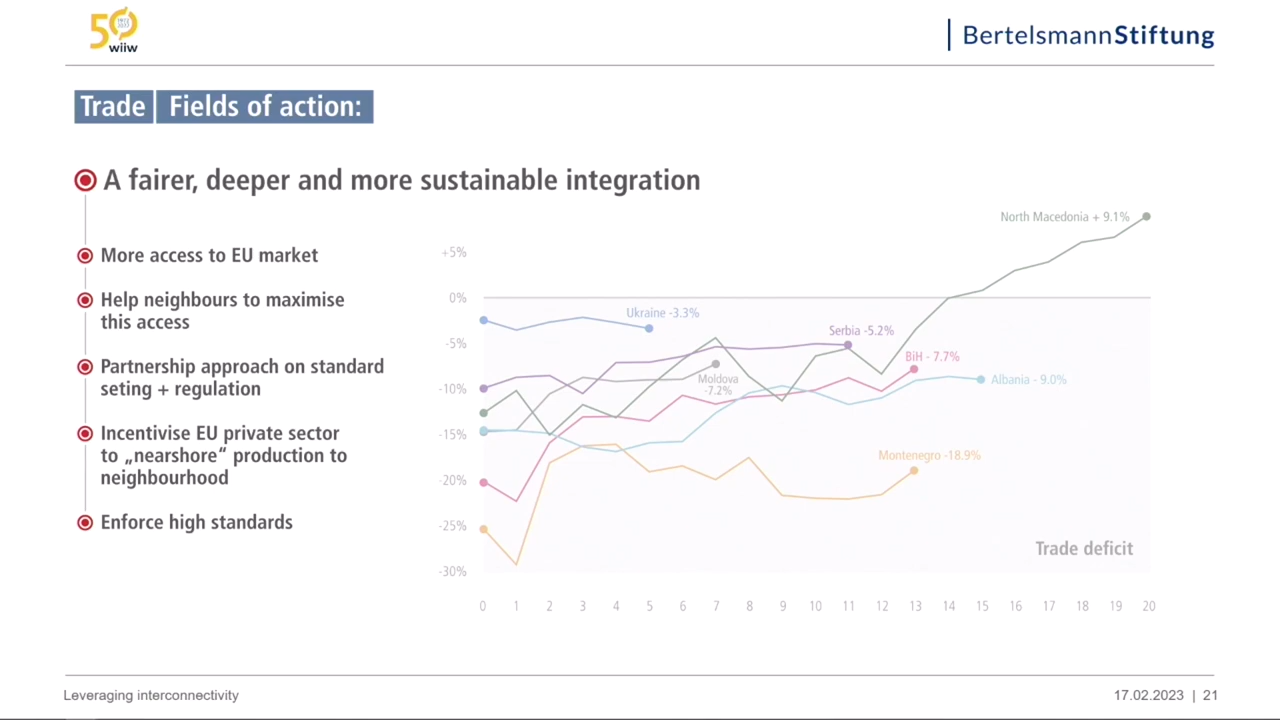 50
wiiw
BertelsmannStiftung
Trade | Fields of action:
A fairer, deeper and more sustainable integration
More access to EU market
Help neighbours to maximise
this access
Partnership approach on standard
seting + regulation
Incentivise EU private sector
to „nearshore“ production to
neighbourhood
Enforce high standards
North Macedonia + 9.1%
+5%
0%
Ukraine -3.3%
-5%
Serbia -5.2%
BiH - 7.7%
Moldova
-7.2%
Albania - 9.0%
-10%
-15%
Montenegro -18.9%
-20%
-25%
Trade deficit
-30%
0 1 2 3 4 5 6 7 8 9 10 11 12 13 14 15 16 17 18 19 20
Leveraging interconnectivity
17.02.2023 | 21